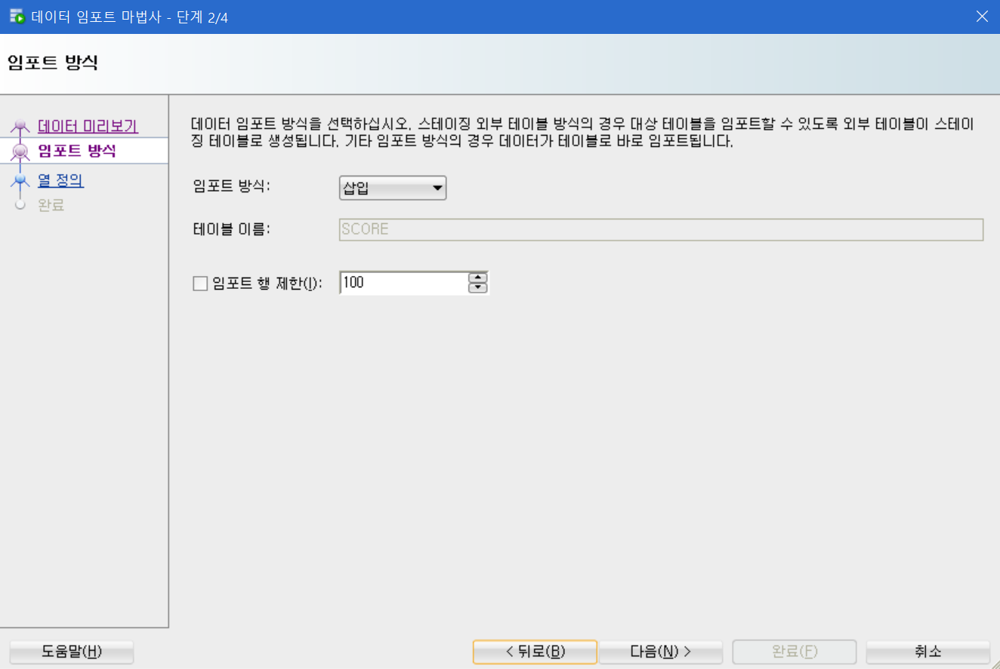 데이터 임포트 마법사 - 단계 2/4
임포트 방식
데이터 미리보기
임포트 방식
열 정의
완료
데이터 임포트 방식을 선택하십시오. 스테이징 외부 테이블 방식의 경우 대상 테이블을 임포트할 수 있도록 외부 테이블이 스테이
징 테이블로 생성됩니다. 기타 임포트 방식의 경우 데이터가 테이블로 바로 임포트됩니다.
임포트 방식: 삽입
테이블 이름: SCORE
임포트 행 제한(I): 100
도움말(H) < 뒤로(B) 다음(N) > 완료(F) 취소